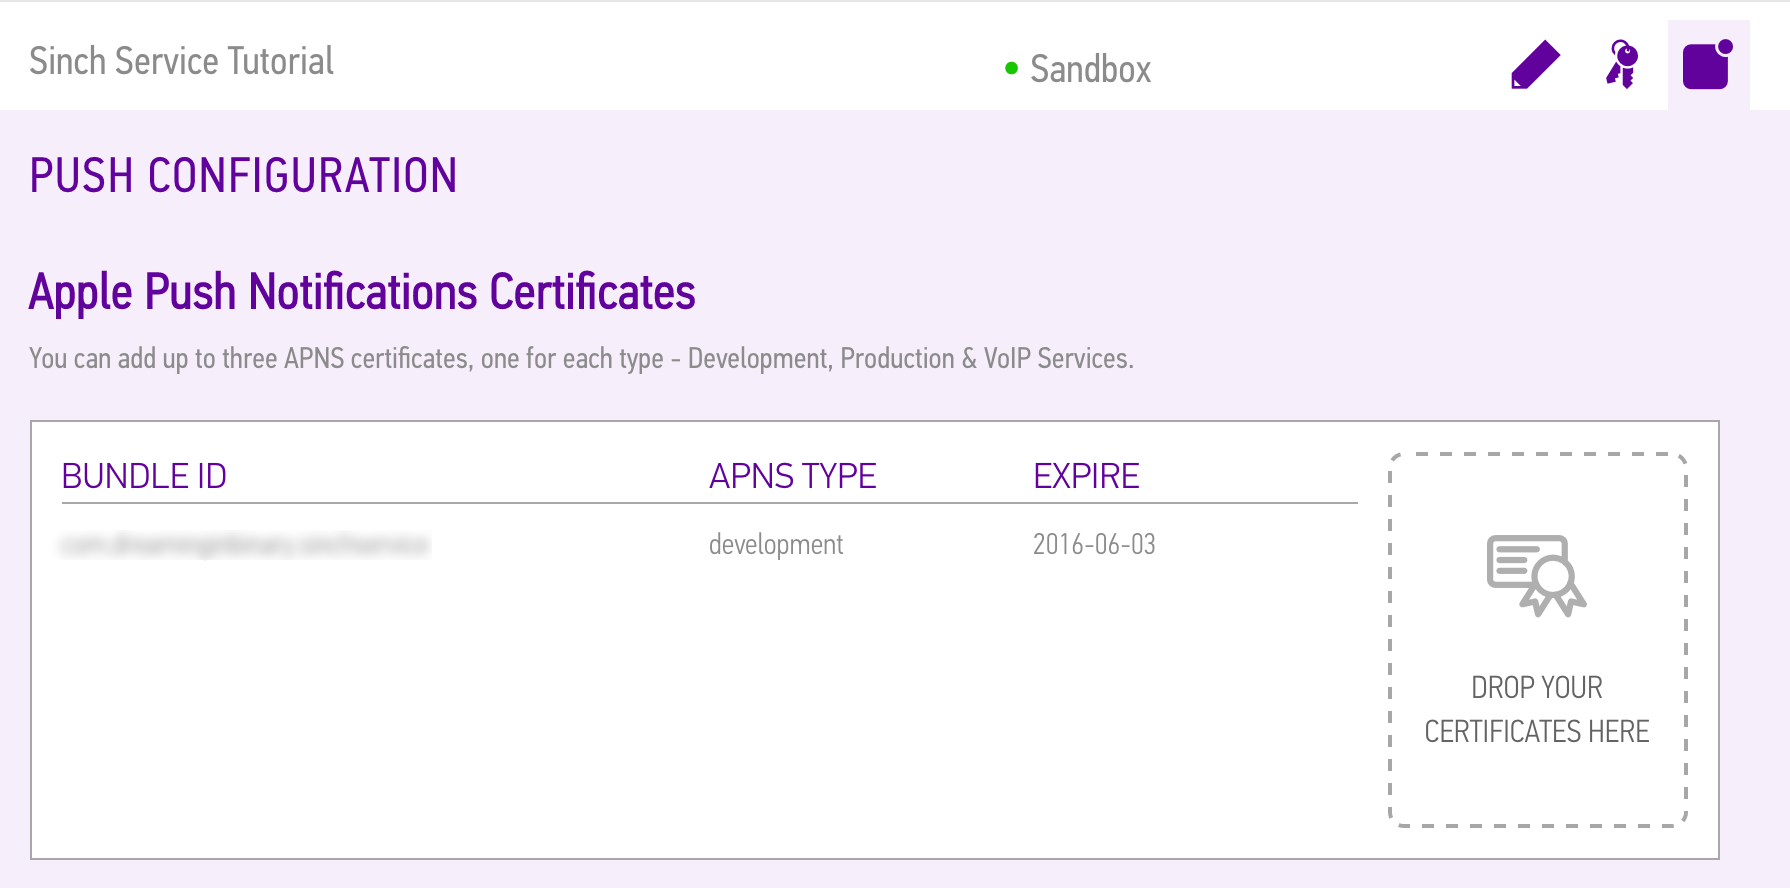 Sinch Service Tutorial
Sandbox
PUSH CONFIGURATION
Apple Push Notifications Certificates
You can add up to three APNS certificates, one for each type - Development, Production & VoIP Services.
BUNDLE ID APNS TYPE EXPIRE
development 2016-06-03
DROP YOUR
CERTIFICATES HERE